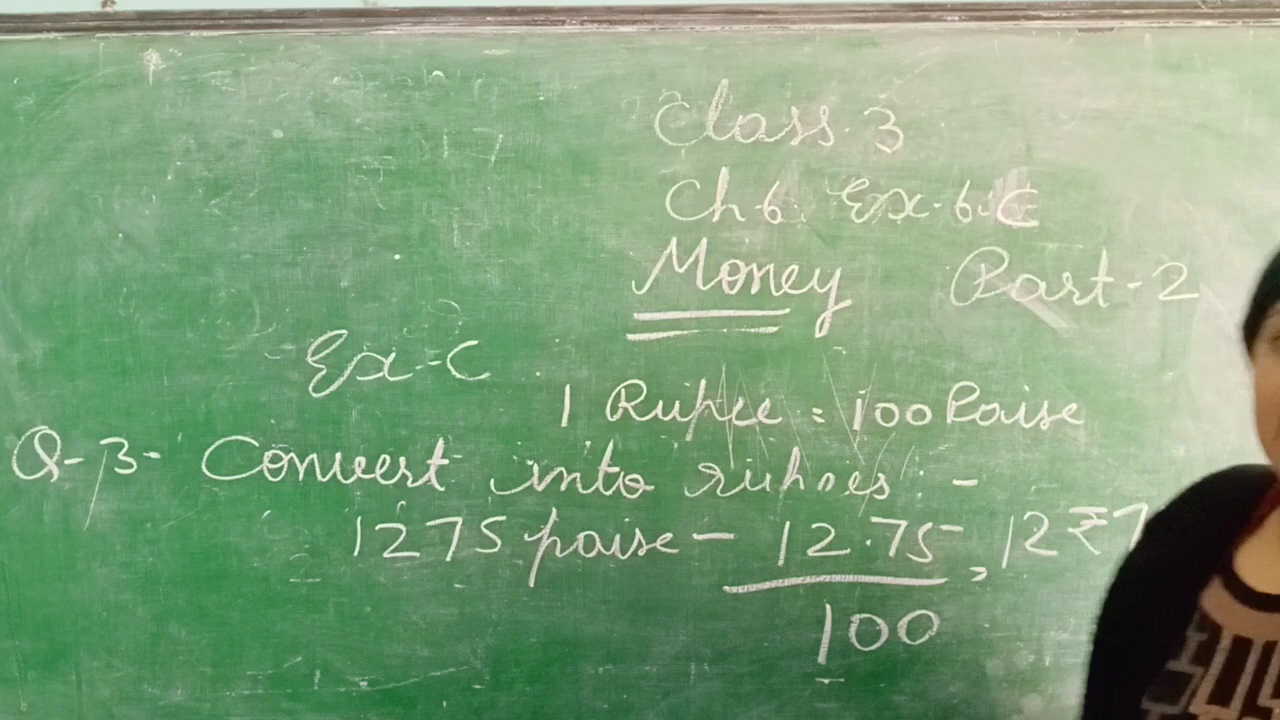 Class 3
Ch-6 Ex-6.C
Money Part-2
Ex-C
1 Rupee = 100 Paise
Q-3- Convert into rupees -
1275 paise - 12.75 , 12 ₹ 7
100